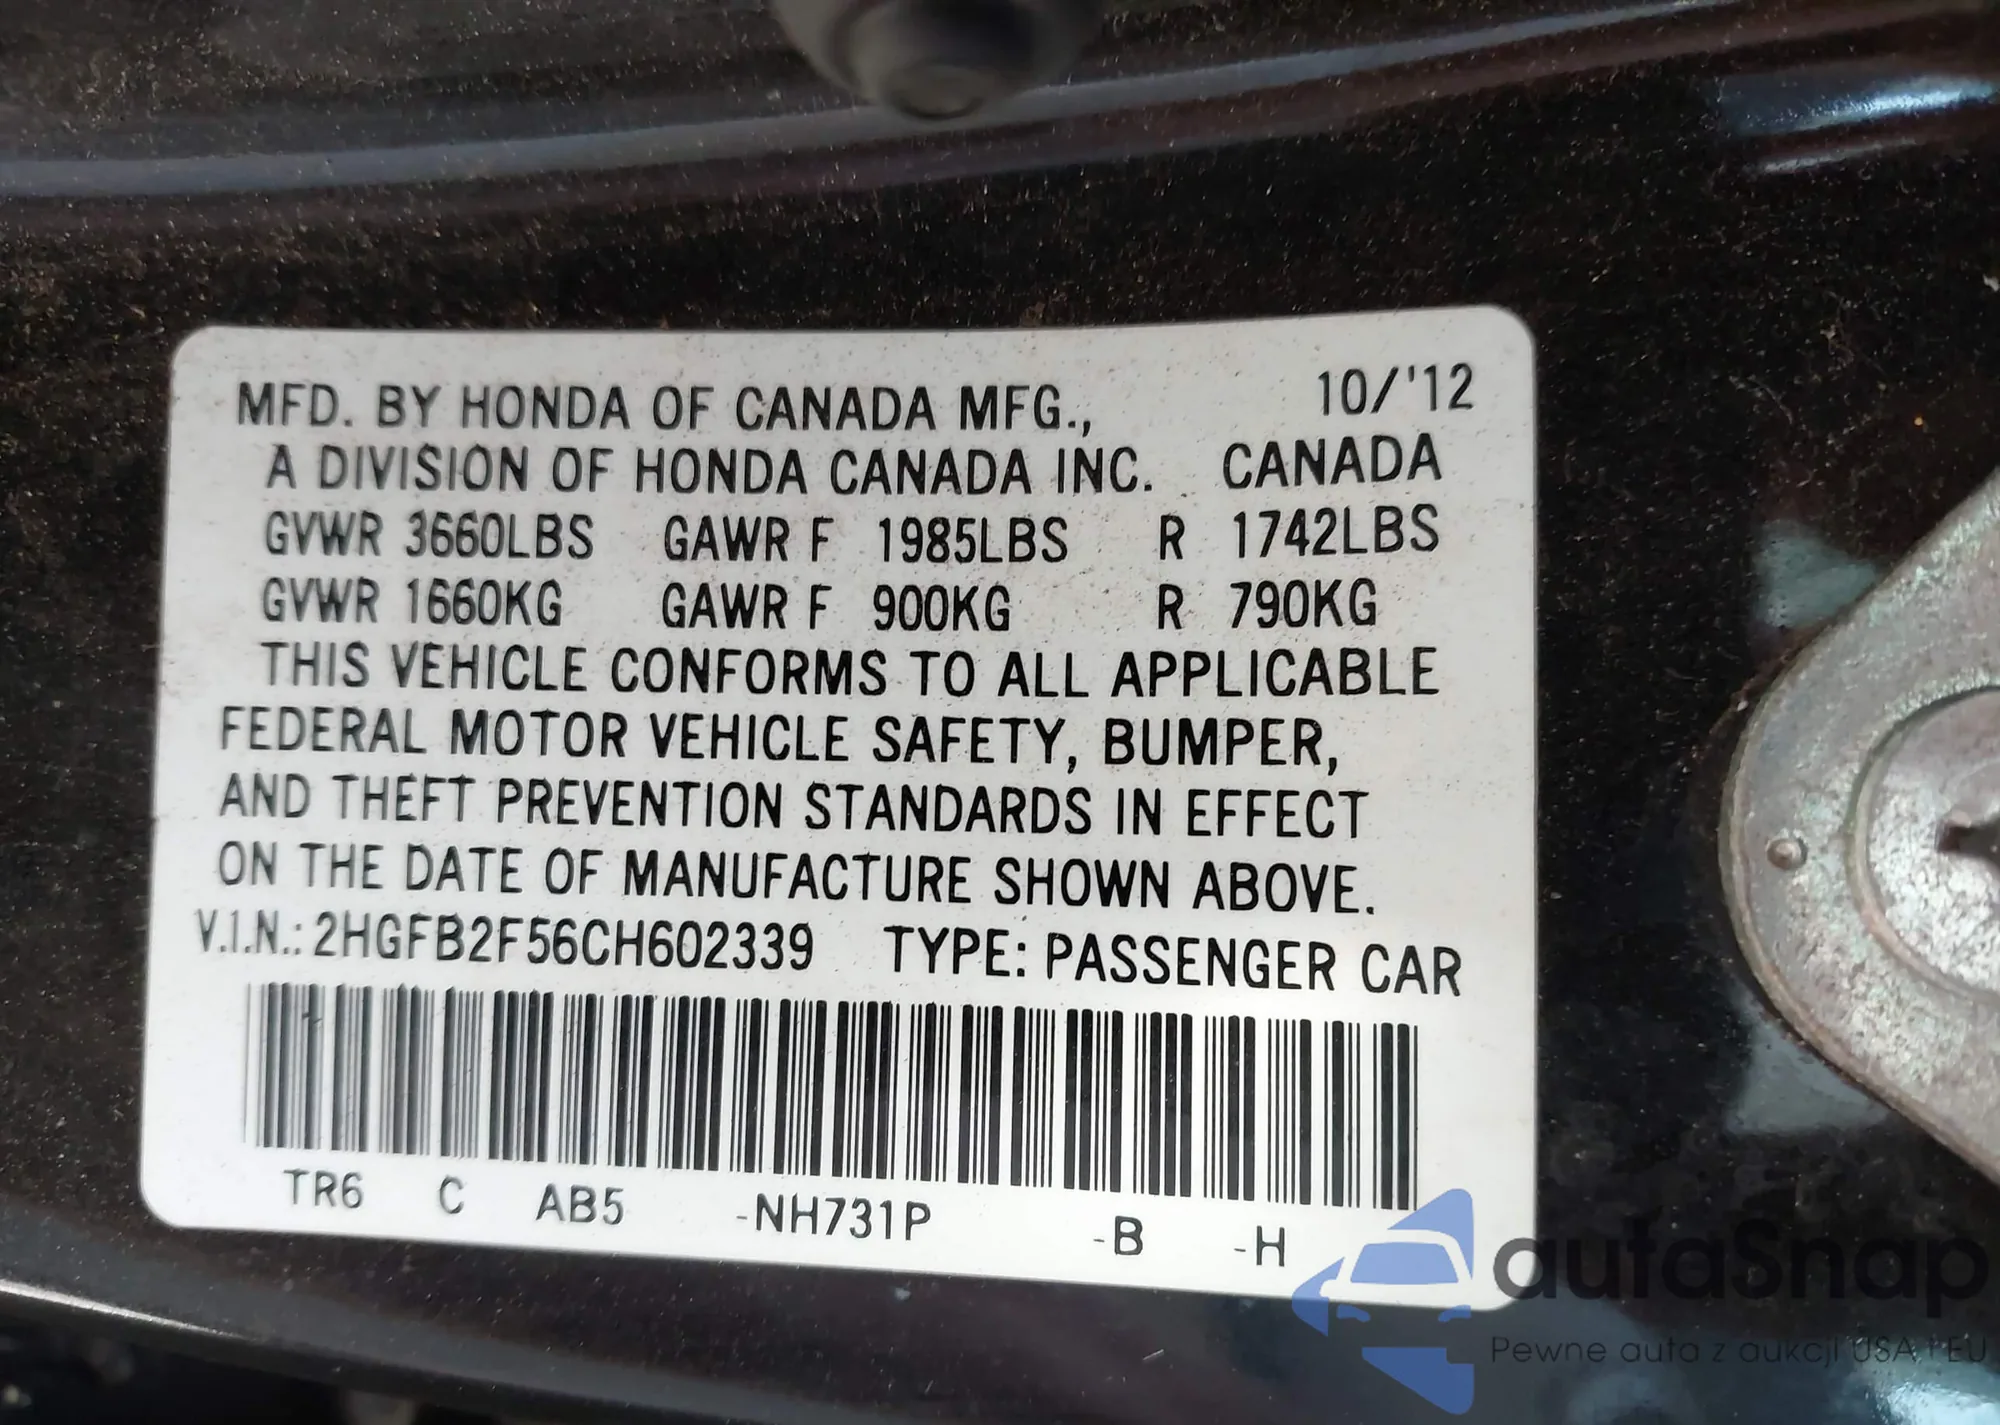 MFD. BY HONDA OF CANADA MFG., 10/'12
A DIVISION OF HONDA CANADA INC. CANADA
GVWR 3660LBS GAWR F 1985LBS R 1742LBS
GVWR 1660KG GAWR F 900KG R 790KG
THIS VEHICLE CONFORMS TO ALL APPLICABLE
FEDERAL MOTOR VEHICLE SAFETY, BUMPER,
AND THEFT PREVENTION STANDARDS IN EFFECT
ON THE DATE OF MANUFACTURE SHOWN ABOVE.
V.I.N.: 2HGFB2F56CH602339 TYPE: PASSENGER CAR
TR6 C AB5 -NH731P -B -H
autaSnap
Pewne auta z aukcji USA i EU